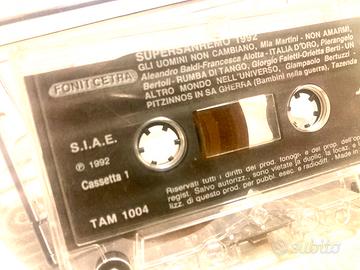 SUPERSANREMO 1992
GLI UOMINI NON CAMBIANO, Mia Martini - NON AMARMI,
Aleandro Baldi-Francesca Alotta - ITALIA D'ORO, Pierangelo
Bertoli - RUMBA DI TANGO, Giorgio Faletti-Orietta Berti - UN
ALTRO MONDO NELL'UNIVERSO, Giampaolo Bertuzzi -
PITZINNOS IN SA GHERRA (Bambini nella guerra), Tazenda
FONIT CETRA
S.I.A.E.
℗ 1992
Cassetta 1
TAM 1004
Riservati tutti i diritti dei prod. fonogr. e dei prop. dell'
regist. Salvo autorizz., sono vietate la duplic. la locaz. e
lizz. di questo prod. per pubbl. esec. e radiodiff. - Made in
subito